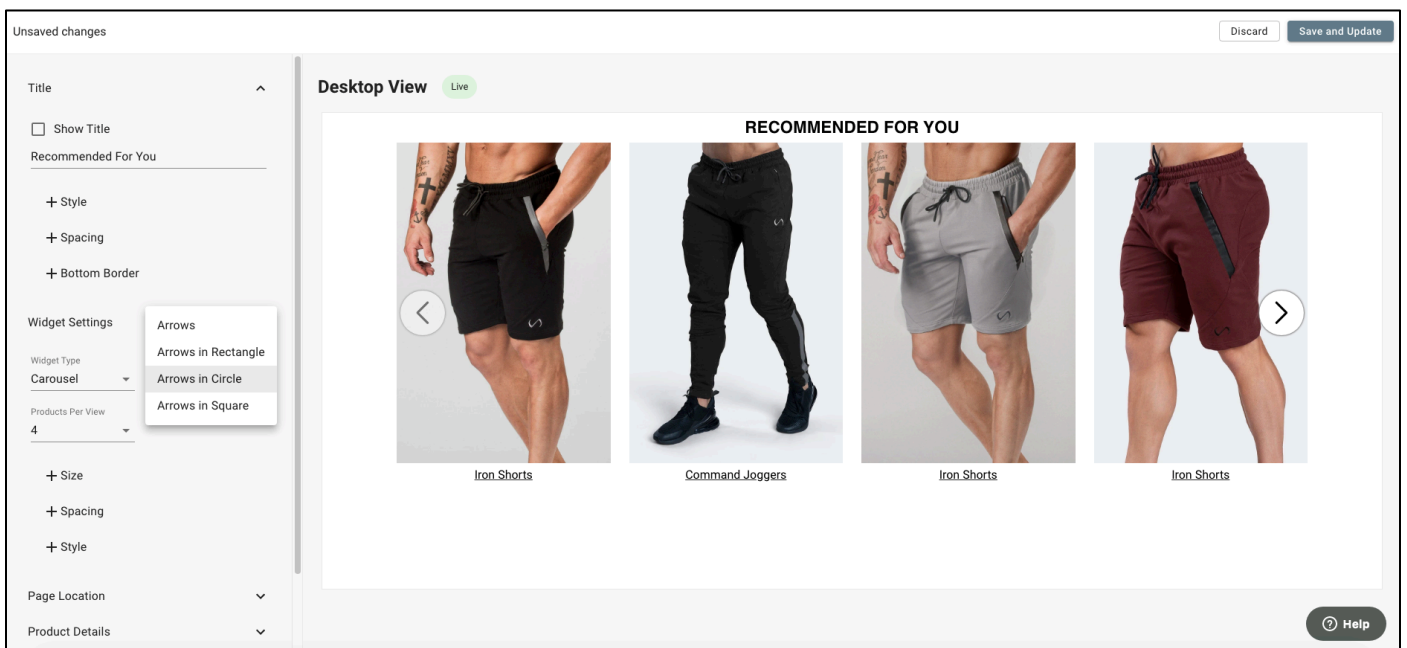 Unsaved changes
Discard
Save and Update
Title
Show Title
Recommended For You
+ Style
+ Spacing
+ Bottom Border
Widget Settings
Widget Type
Carousel
Products Per View
4
Arrows
Arrows in Rectangle
Arrows in Circle
Arrows in Square
+ Size
+ Spacing
+ Style
Page Location
Product Details
Desktop View
Live
RECOMMENDED FOR YOU
Iron Shorts
Command Joggers
Iron Shorts
Iron Shorts
Help